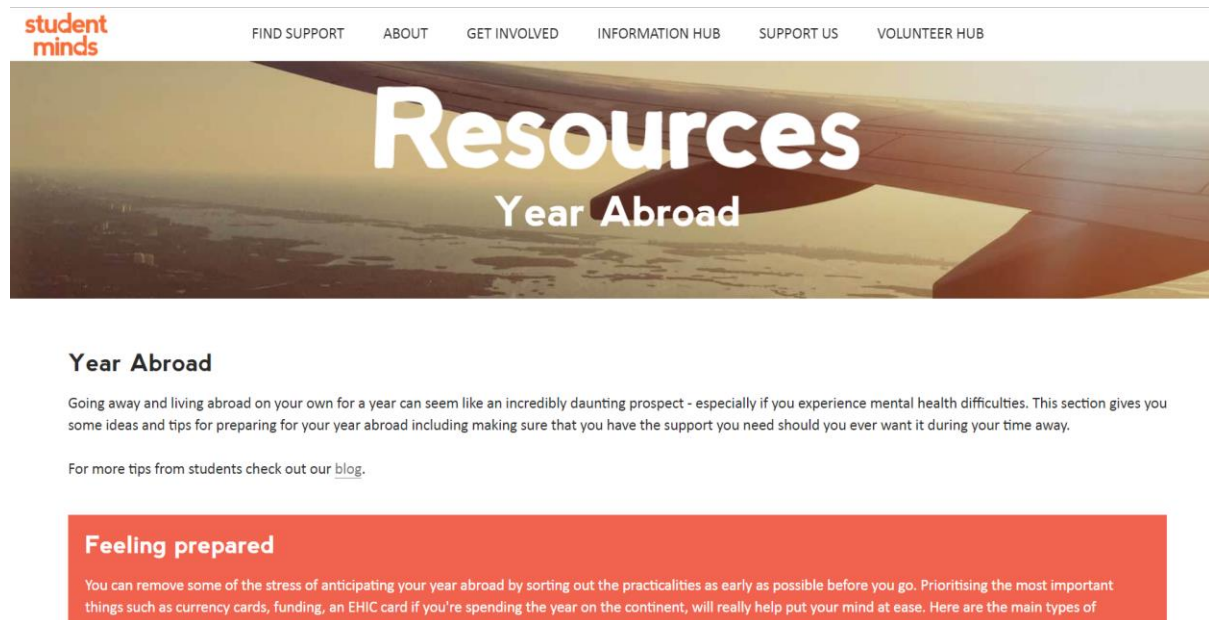 student
minds
FIND SUPPORT ABOUT GET INVOLVED INFORMATION HUB SUPPORT US VOLUNTEER HUB
Resources
Year Abroad
Year Abroad
Going away and living abroad on your own for a year can seem like an incredibly daunting prospect - especially if you experience mental health difficulties. This section gives you
some ideas and tips for preparing for your year abroad including making sure that you have the support you need should you ever want it during your time away.
For more tips from students check out our blog.
Feeling prepared
You can remove some of the stress of anticipating your year abroad by sorting out the practicalities as early as possible before you go. Prioritising the most important
things such as currency cards, funding, an EHIC card if you're spending the year on the continent, will really help put your mind at ease. Here are the main types of